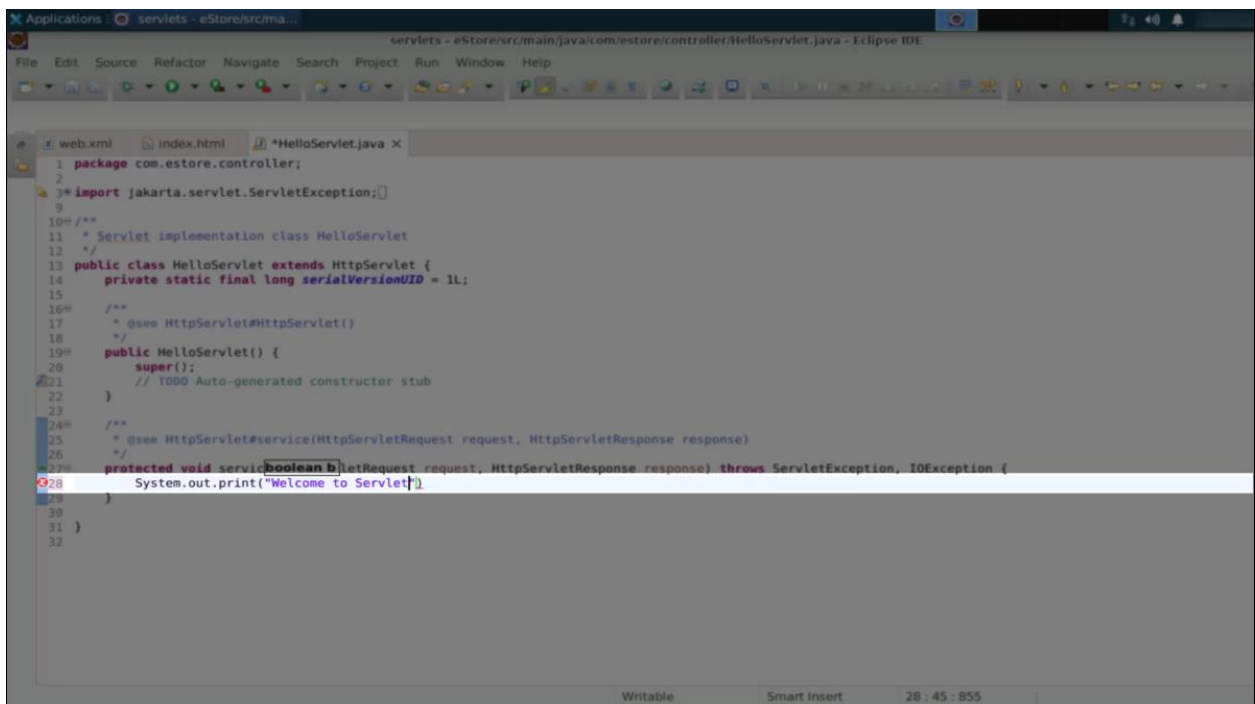 Applications : servlets - eStore/src/ma...
servlets - eStore/src/main/java/com/estore/controller/HelloServlet.java - Eclipse IDE
File Edit Source Refactor Navigate Search Project Run Window Help
web.xml index.html *HelloServlet.java ×
1 package com.estore.controller;
2
3 import jakarta.servlet.ServletException;
9
10 /**
11 * Servlet implementation class HelloServlet
12 */
13 public class HelloServlet extends HttpServlet {
14 private static final long serialVersionUID = 1L;
15
16 /**
17 * @see HttpServlet#HttpServlet()
18 */
19 public HelloServlet() {
20 super();
21 // TODO Auto-generated constructor stub
22 }
23
24 /**
25 * @see HttpServlet#service(HttpServletRequest request, HttpServletResponse response)
26 */
27 protected void servic boolean b letRequest request, HttpServletResponse response) throws ServletException, IOException {
28 System.out.print("Welcome to Servlet")
29 }
30
31 }
32
Writable Smart Insert 28 : 45 : 855